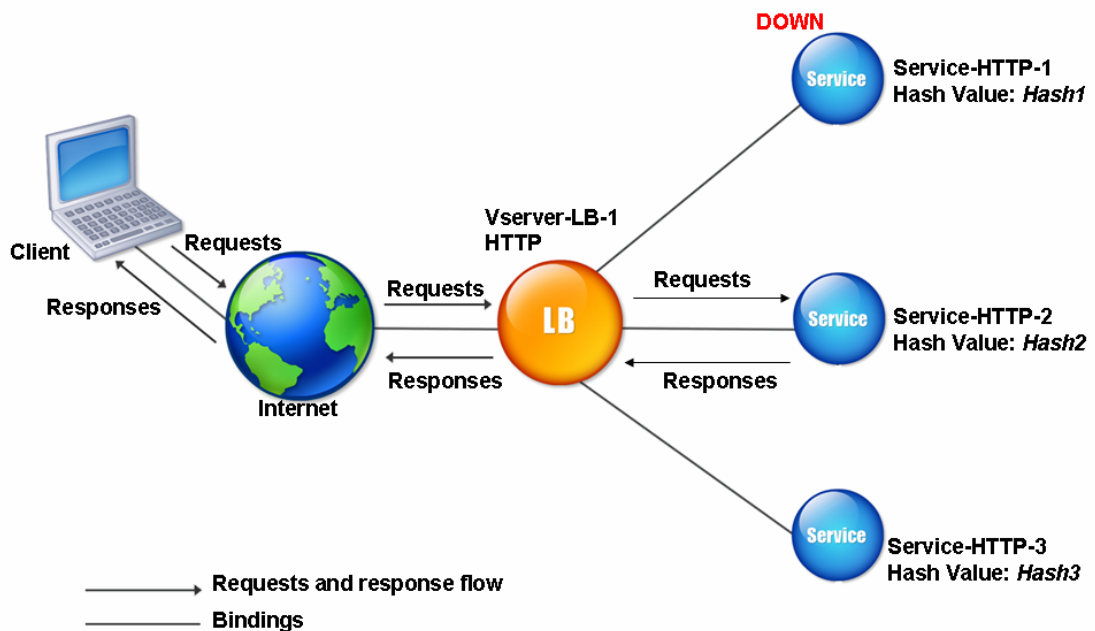 DOWN
Service
Service-HTTP-1
Hash Value: Hash1
Client
Requests
Responses
Internet
Requests
Responses
Vserver-LB-1
HTTP
LB
Requests
Responses
Service
Service-HTTP-2
Hash Value: Hash2
Service
Service-HTTP-3
Hash Value: Hash3
Requests and response flow
Bindings